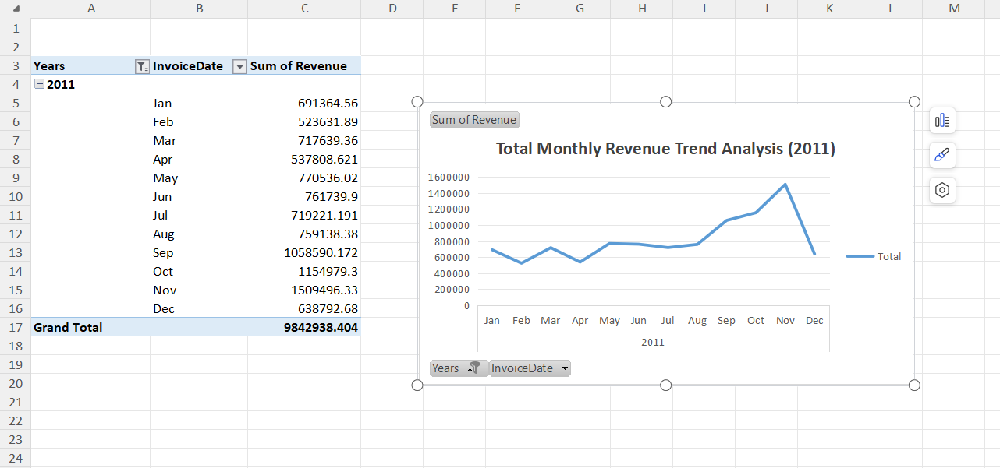 A B C D E F G H I J K L M
1
2
3 Years InvoiceDate Sum of Revenue
4 2011
5 Jan 691364.56
6 Feb 523631.89
7 Mar 717639.36
8 Apr 537808.621
9 May 770536.02
10 Jun 761739.9
11 Jul 719221.191
12 Aug 759138.38
13 Sep 1058590.172
14 Oct 1154979.3
15 Nov 1509496.33
16 Dec 638792.68
17 Grand Total 9842938.404
18
19
20
21
22
23
24
Sum of Revenue
Total Monthly Revenue Trend Analysis (2011)
1600000
1400000
1200000
1000000
800000
600000
400000
200000
0
Jan Feb Mar Apr May Jun Jul Aug Sep Oct Nov Dec
2011
Total
Years InvoiceDate